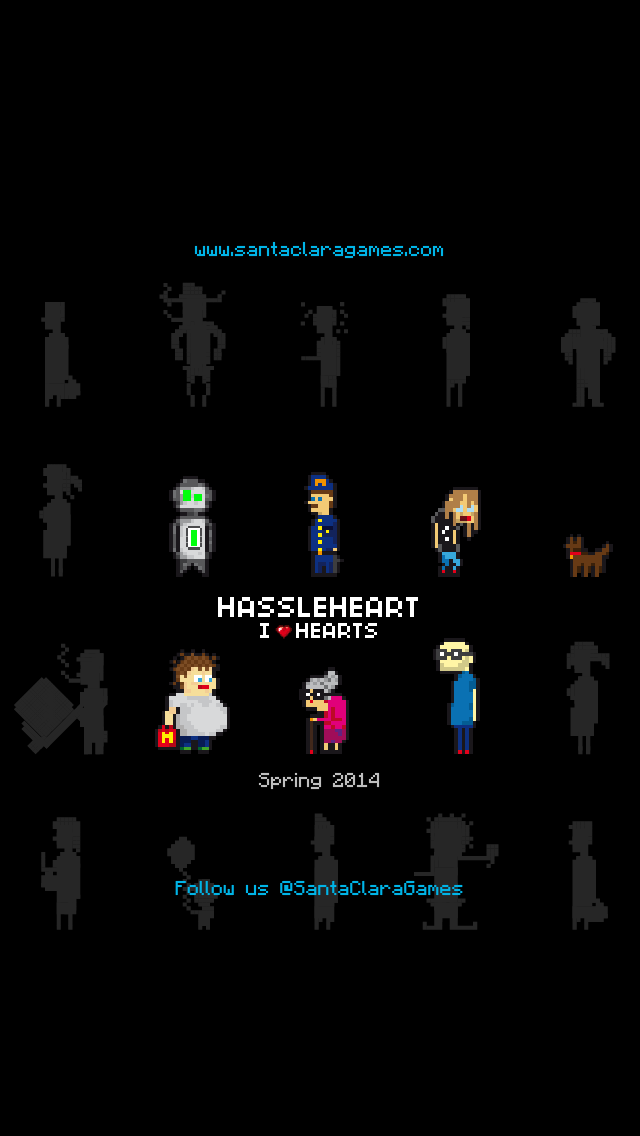 www.santaclaragames.com
HASSLEHEART
I ❤ HEARTS
M
Spring 2014
Follow us @SantaClaraGames